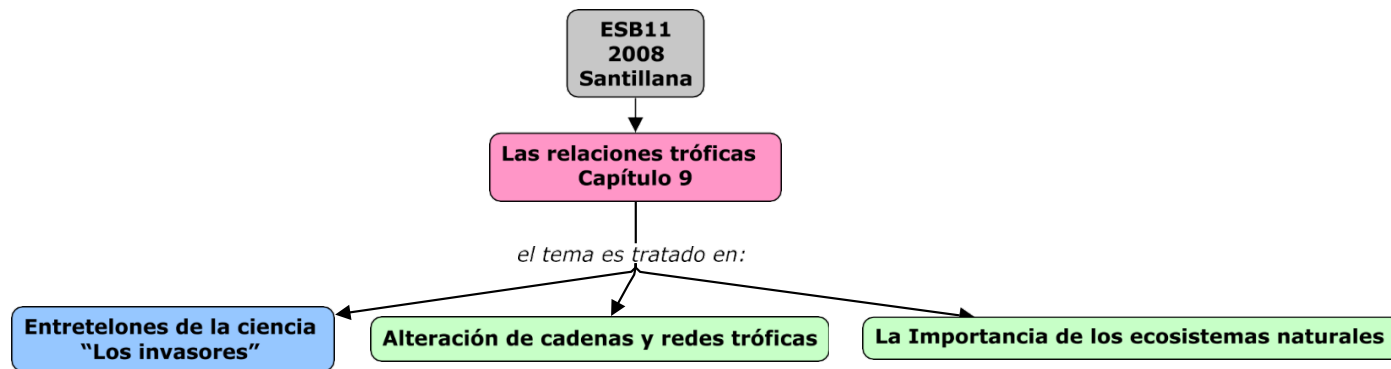 ESB11
2008
Santillana
Las relaciones tróficas
Capítulo 9
el tema es tratado en:
Entretelones de la ciencia
“Los invasores”
Alteración de cadenas y redes tróficas
La Importancia de los ecosistemas naturales